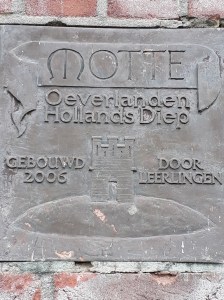 MOTTE
Oeverlanden
Hollands Diep
GEBOUWD DOOR
2006 LEERLINGEN